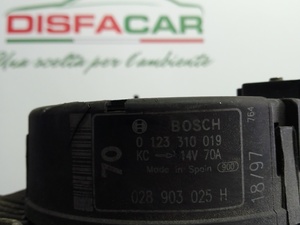 DISFACAR
Una scelta per l'ambiente
BOSCH
0 123 310 019
KC 14V 70A
Made in Spain
028 903 025 H
70
18/97
764